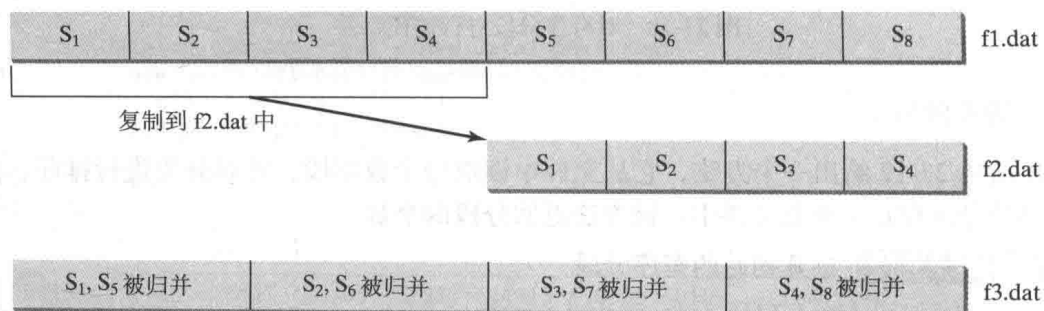 S₁ S₂ S₃ S₄ S₅ S₆ S₇ S₈ f1.dat
复制到 f2.dat 中
S₁ S₂ S₃ S₄ f2.dat
S₁, S₅ 被归并 S₂, S₆ 被归并 S₃, S₇ 被归并 S₄, S₈ 被归并 f3.dat